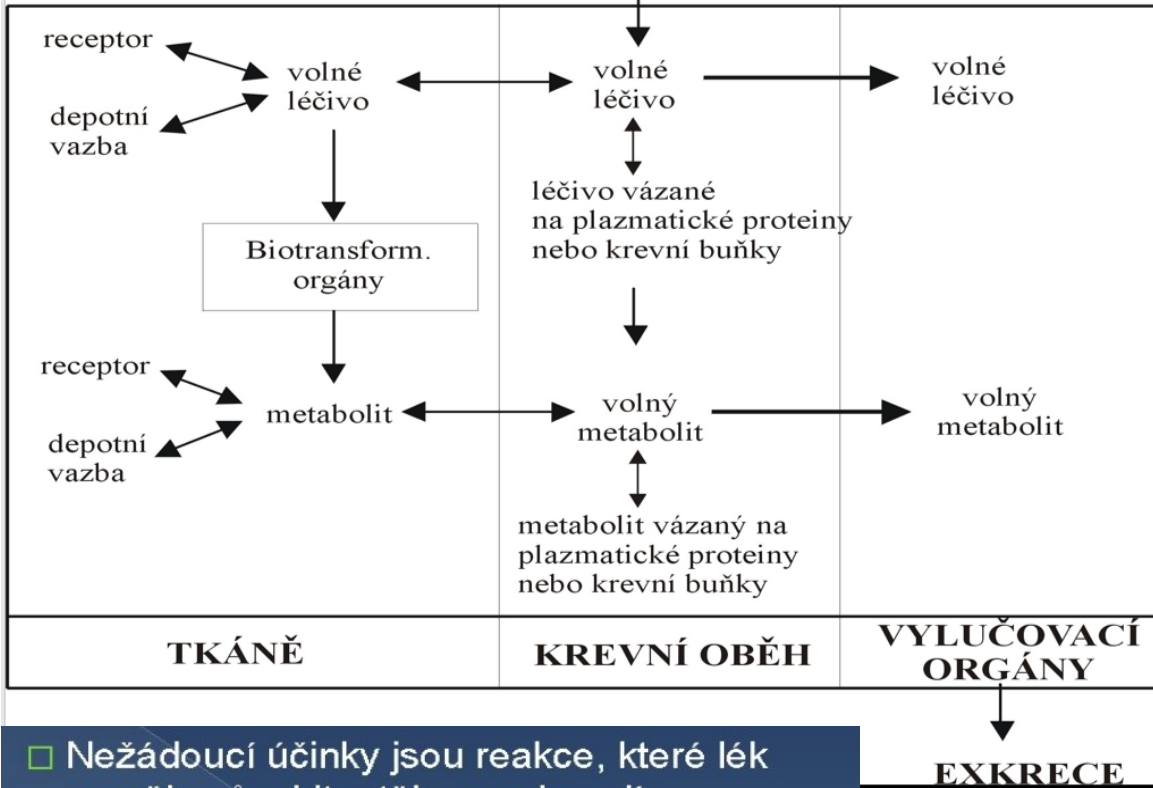 receptor
volné
léčivo
depotní
vazba
volné
léčivo
volné
léčivo
léčivo vázané
na plazmatické proteiny
nebo krevní buňky
Biotransform.
orgány
receptor
metabolit
depotní
vazba
volný
metabolit
volný
metabolit
metabolit vázaný na
plazmatické proteiny
nebo krevní buňky
TKÁNĚ
KREVNÍ OBĚH
VYLUČOVACÍ
ORGÁNY
EXKRECE
Nežádoucí účinky jsou reakce, které lék